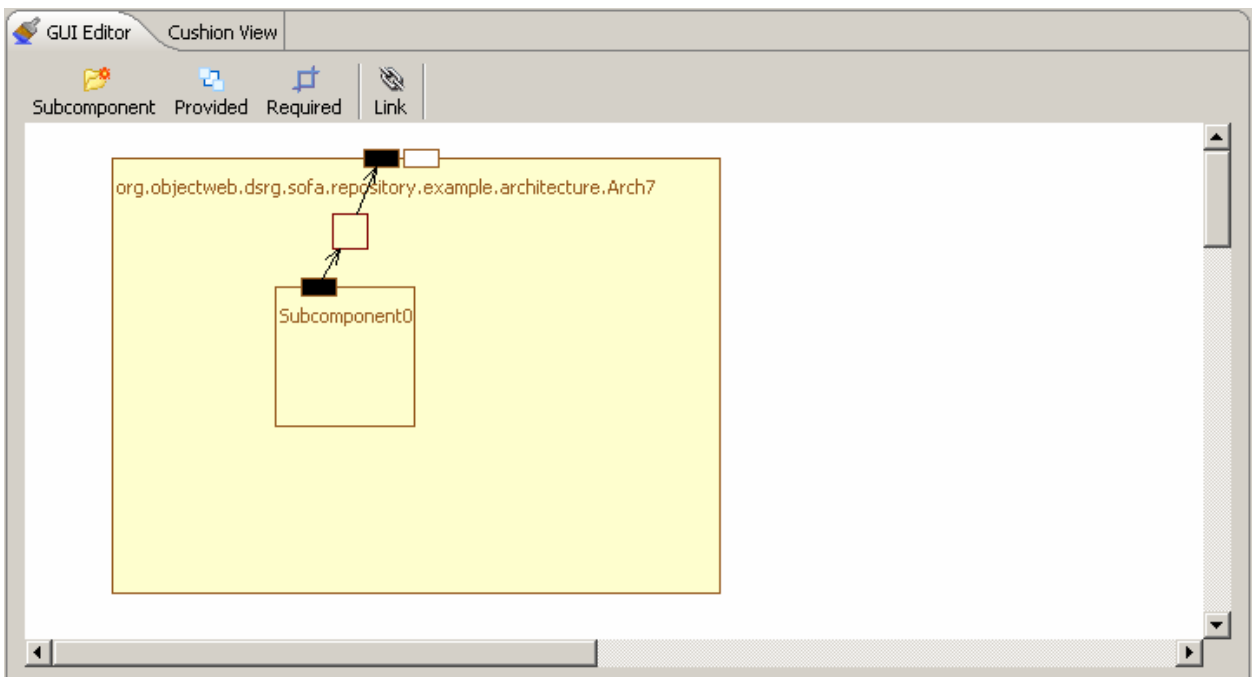 GUI Editor Cushion View
Subcomponent Provided Required Link
org.objectweb.dsrg.sofa.repository.example.architecture.Arch7
Subcomponent0